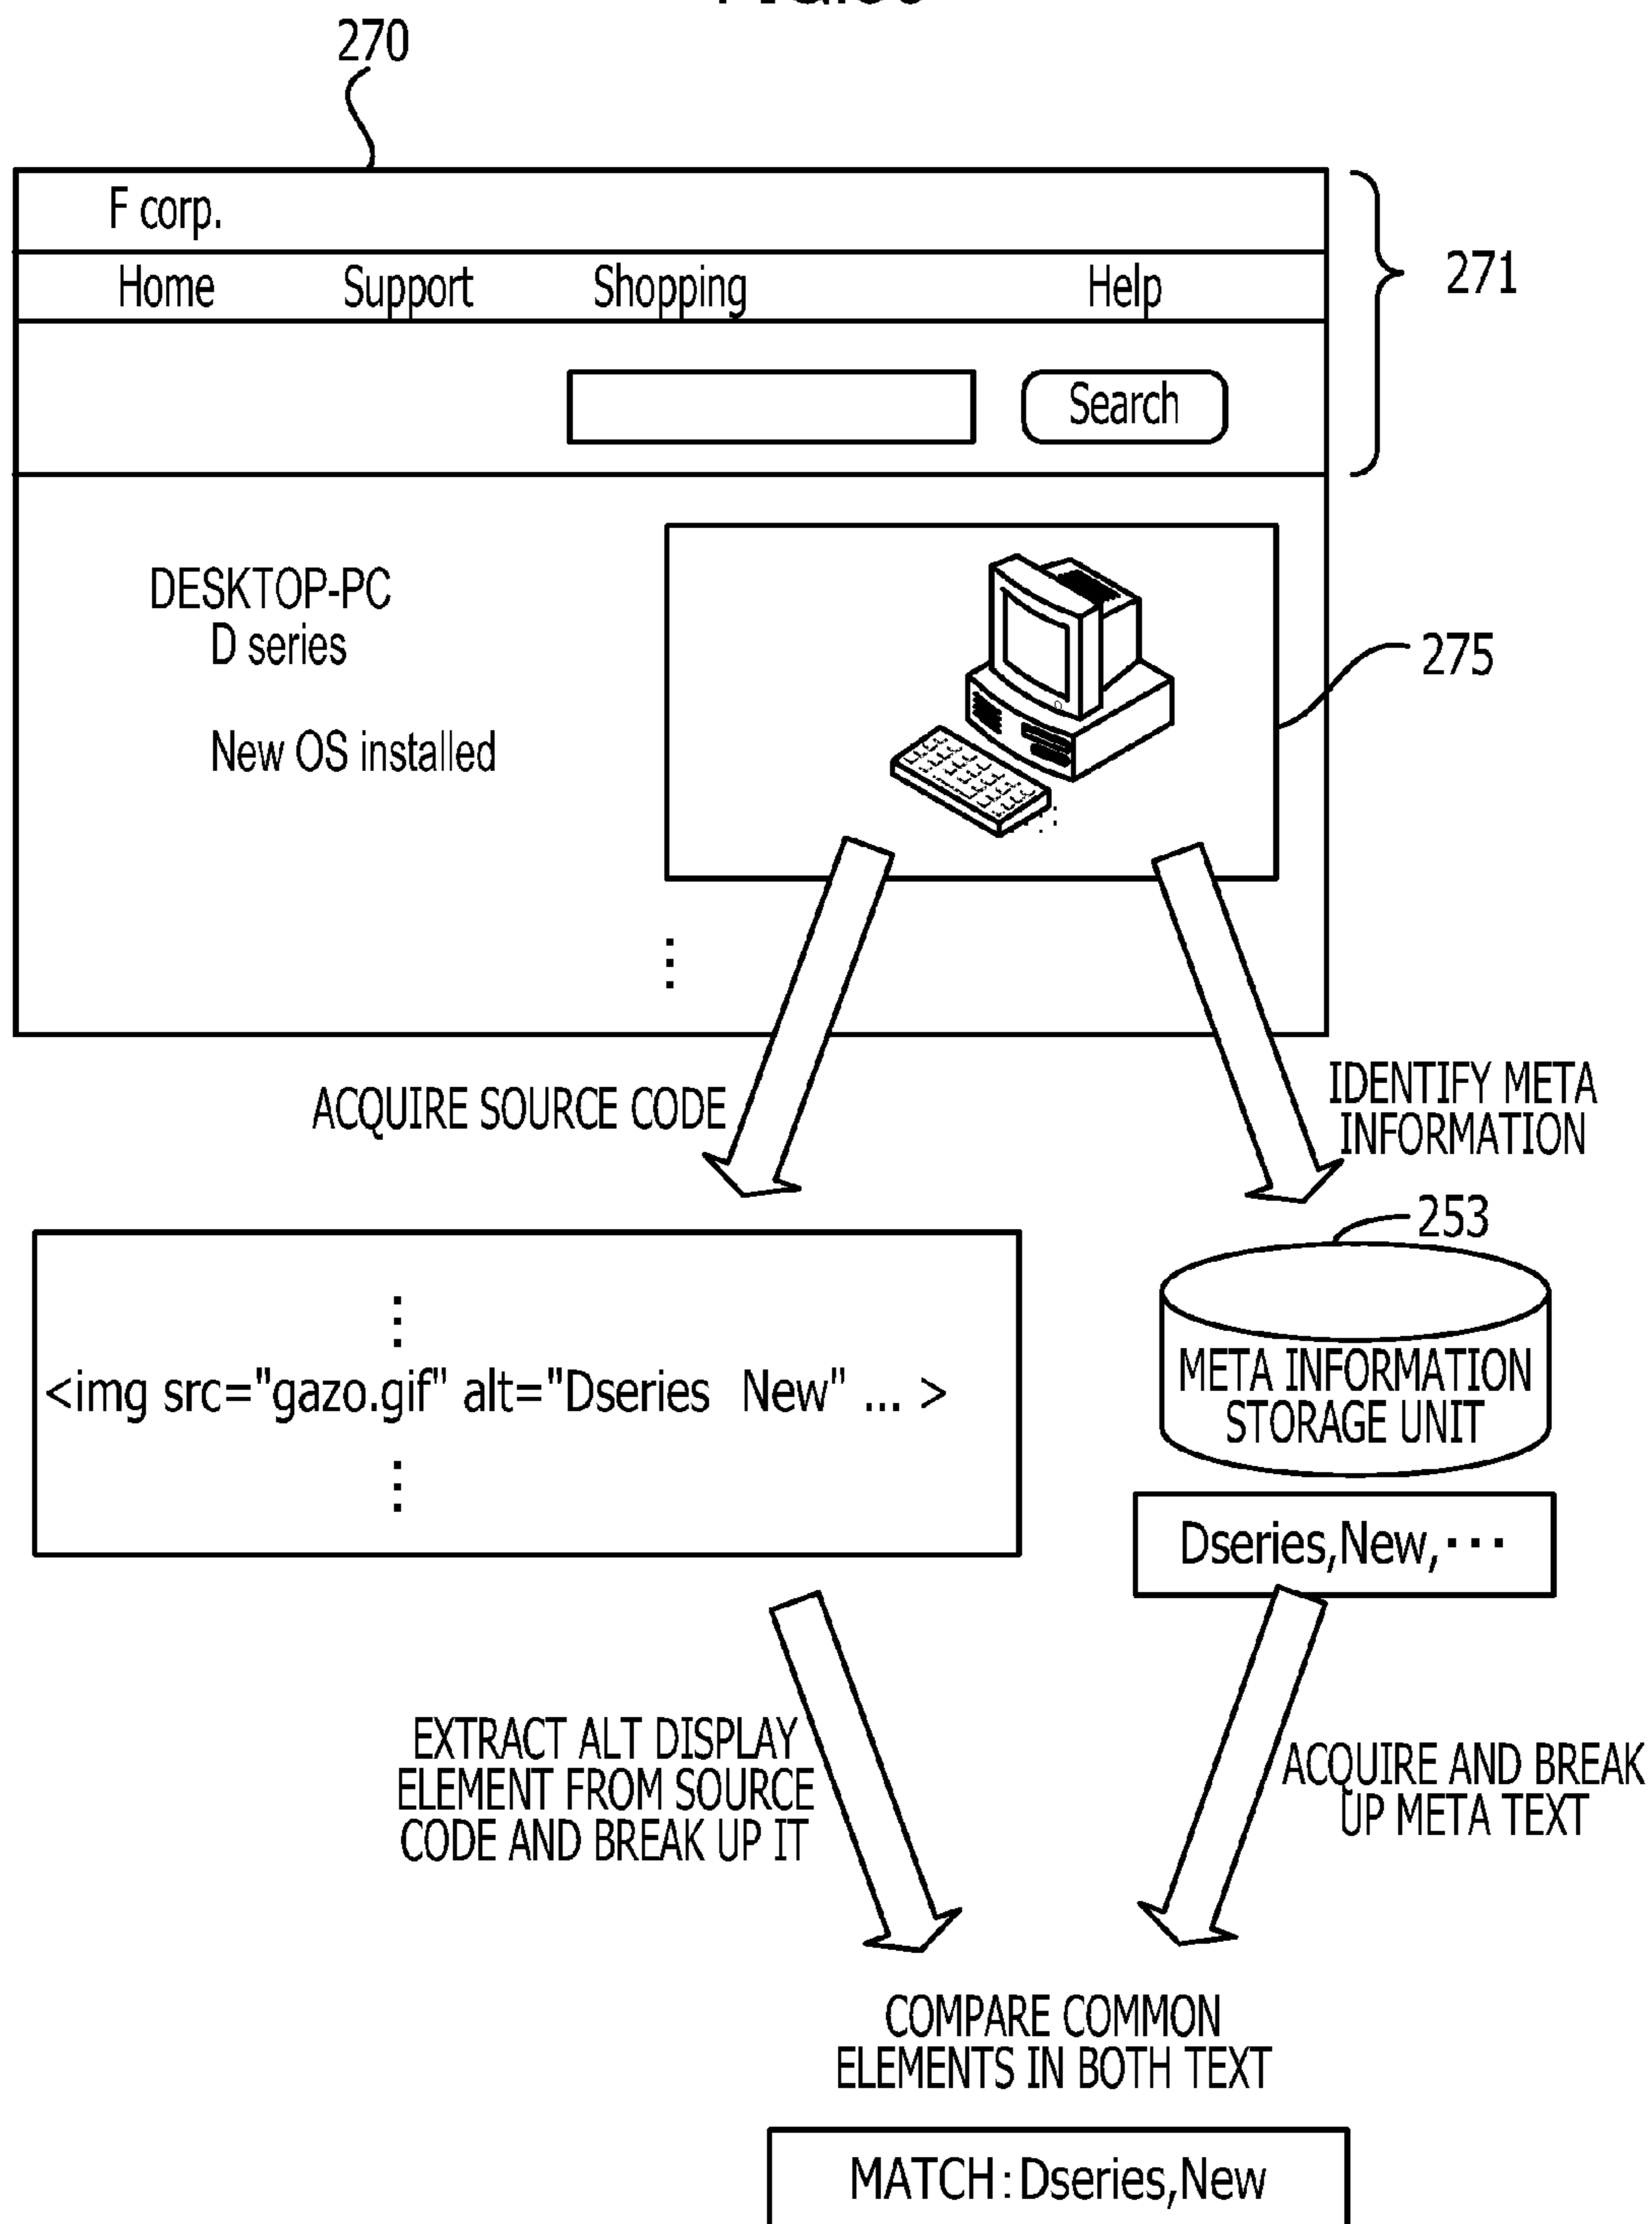 270
F corp.
Home Support Shopping Help
271
Search
DESKTOP-PC
D series
New OS installed
275
ACQUIRE SOURCE CODE
IDENTIFY META
INFORMATION
253
<img src="gazo.gif" alt="Dseries New" ... >
META INFORMATION
STORAGE UNIT
Dseries,New,···
EXTRACT ALT DISPLAY
ELEMENT FROM SOURCE
CODE AND BREAK UP IT
ACQUIRE AND BREAK
UP META TEXT
COMPARE COMMON
ELEMENTS IN BOTH TEXT
MATCH:Dseries,New